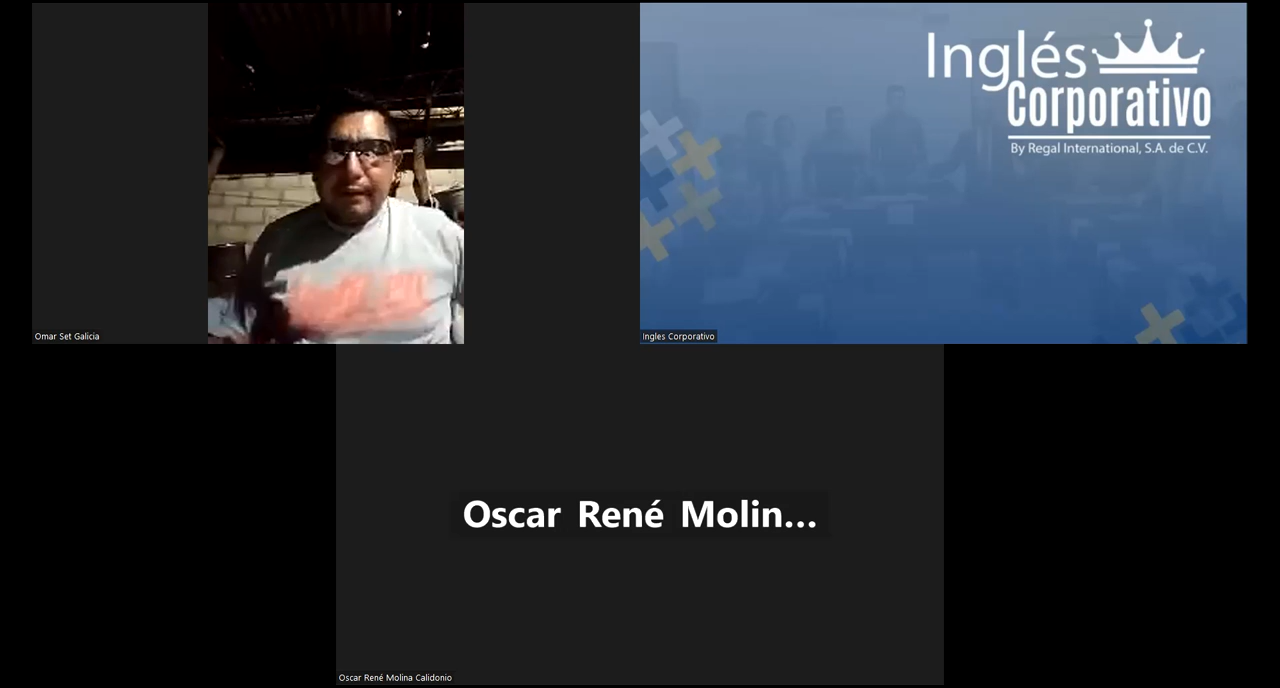 Inglés
Corporativo
By Regal International, S.A. de C.V.
Omar Set Galicia
Ingles Corporativo
Oscar René Molin...
Oscar René Molina Calidonio